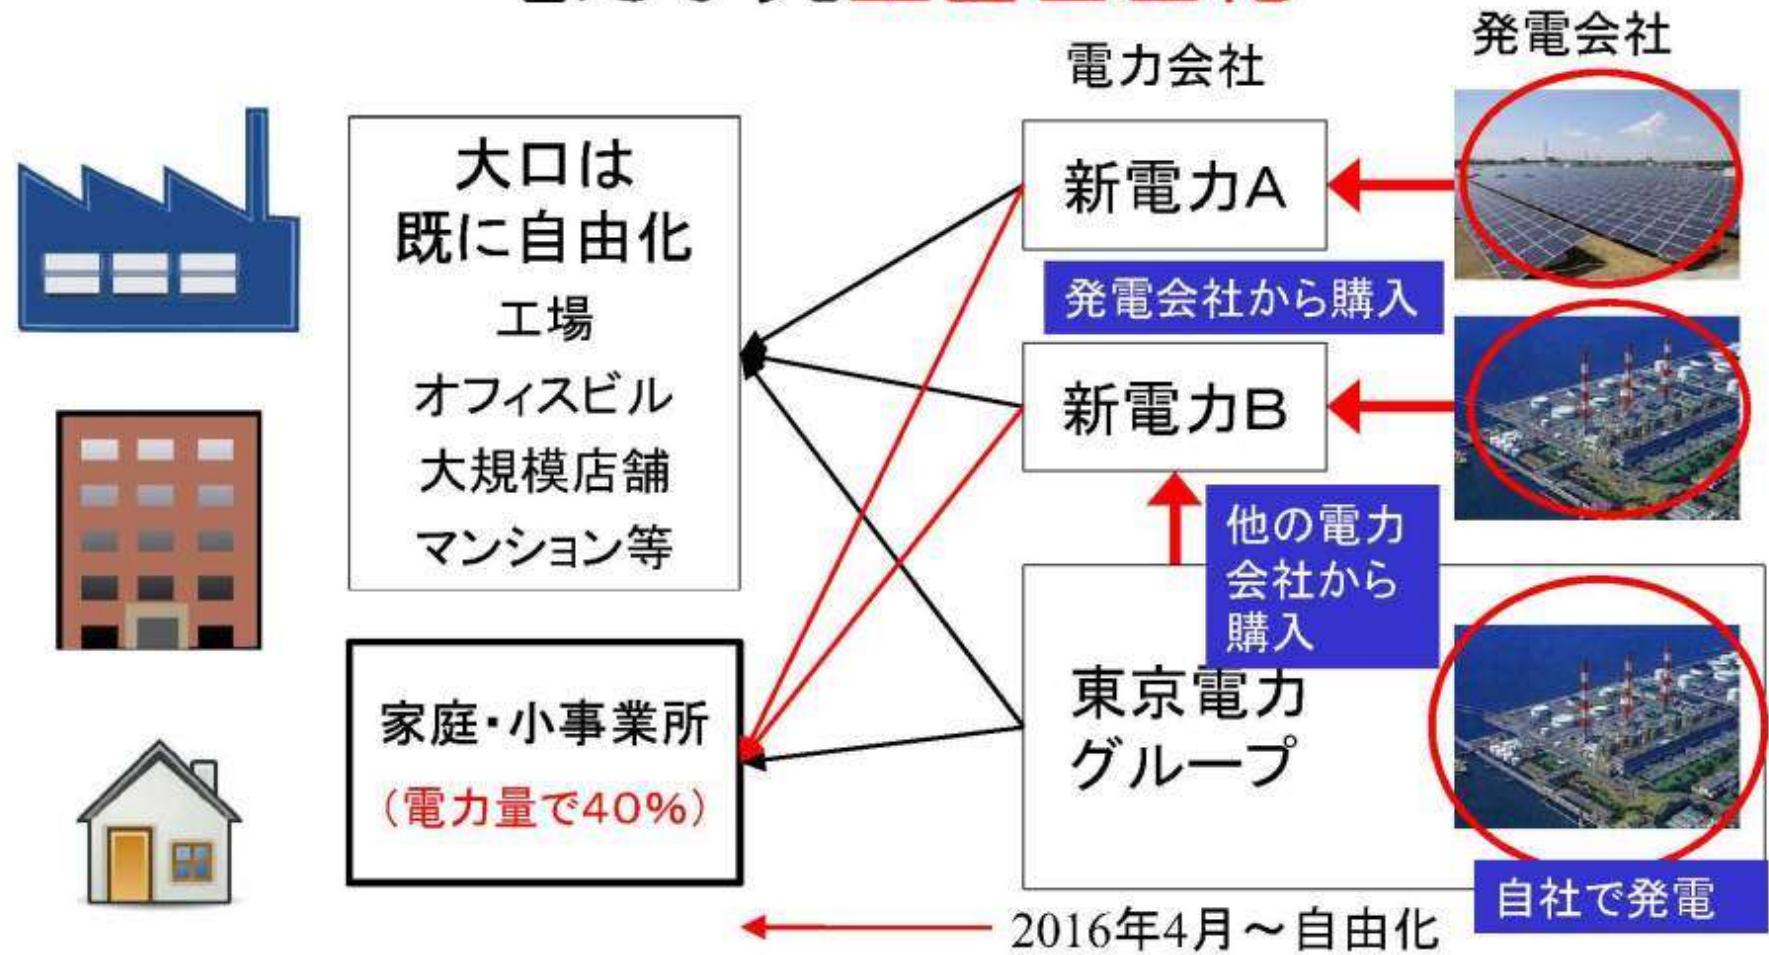 電力会社
発電会社
大口は
既に自由化
工場
オフィスビル
大規模店舗
マンション等
新電力A
発電会社から購入
新電力B
他の電力
会社から
購入
東京電力
グループ
自社で発電
家庭・小事業所
（電力量で40%）
2016年4月～自由化